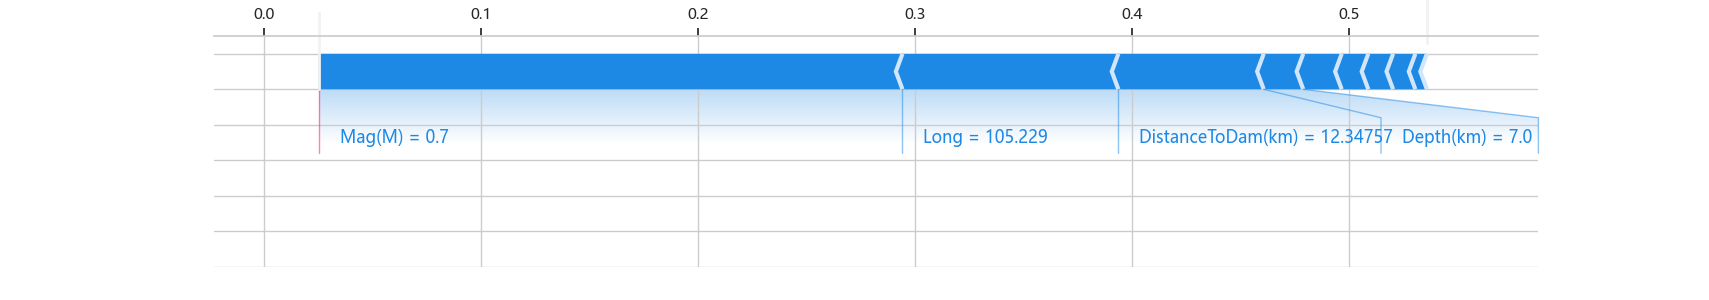 0.0 0.1 0.2 0.3 0.4 0.5
Mag(M) = 0.7 Long = 105.229 DistanceToDam(km) = 12.34757 Depth(km) = 7.0